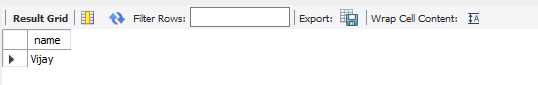 Result Grid Filter Rows: Export: Wrap Cell Content:
name
Vijay